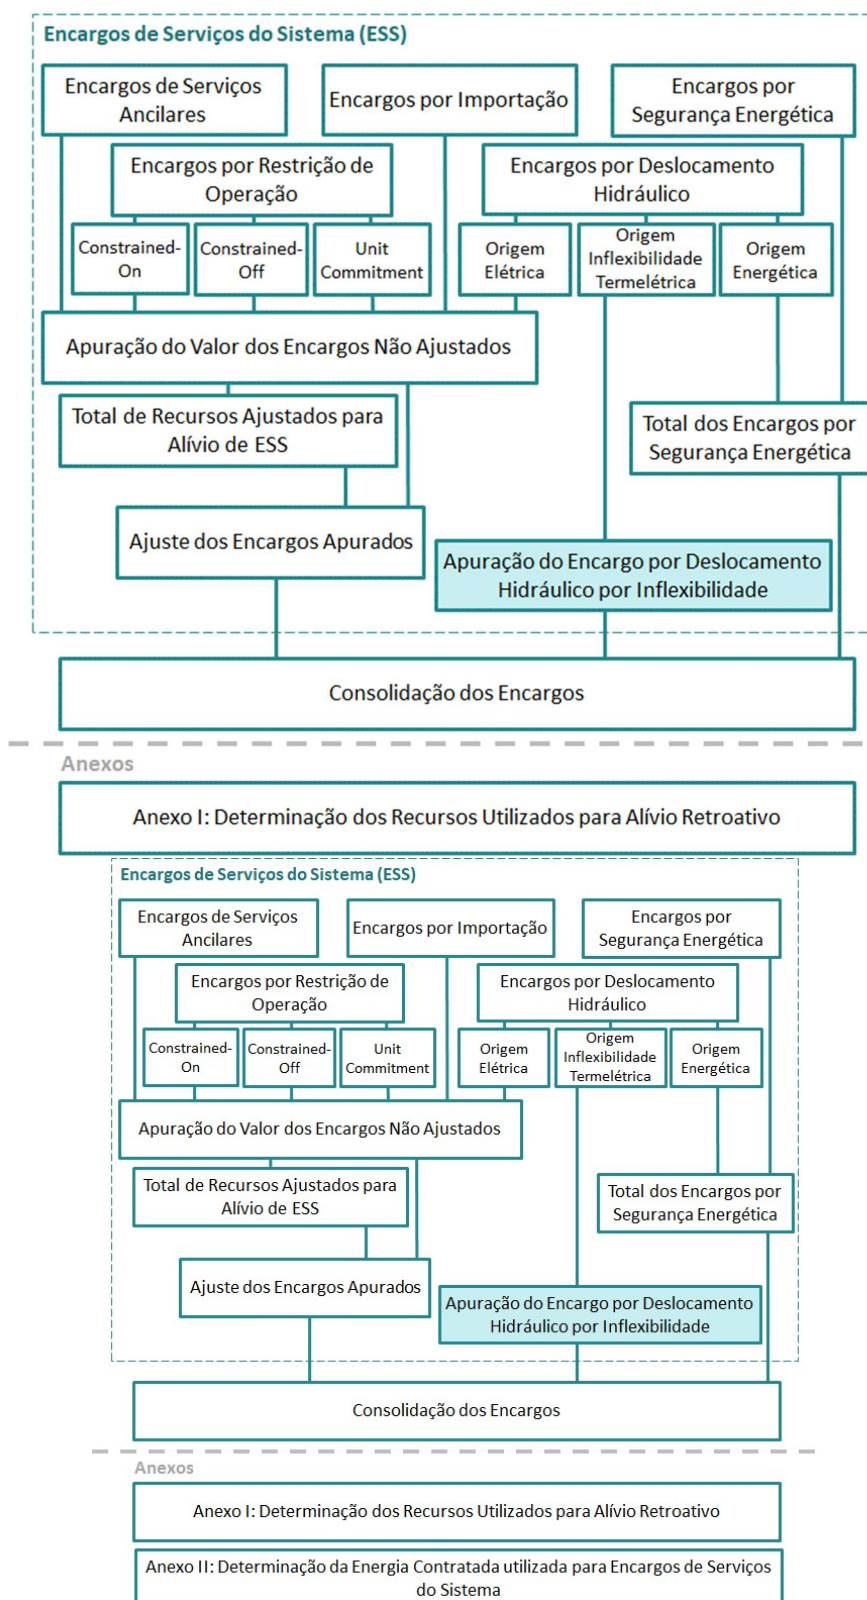 Encargos de Serviços do Sistema (ESS)
Encargos de Serviços
Ancilares
Encargos por Importação
Encargos por
Segurança Energética
Encargos por Restrição de
Operação
Encargos por Deslocamento
Hidráulico
Constrained-
On
Constrained-
Off
Unit
Commitment
Origem
Elétrica
Origem
Inflexibilidade
Termelétrica
Origem
Energética
Apuração do Valor dos Encargos Não Ajustados
Total de Recursos Ajustados para
Alívio de ESS
Total dos Encargos por
Segurança Energética
Ajuste dos Encargos Apurados
Apuração do Encargo por Deslocamento
Hidráulico por Inflexibilidade
Consolidação dos Encargos
Anexos
Anexo I: Determinação dos Recursos Utilizados para Alívio Retroativo
Encargos de Serviços do Sistema (ESS)
Encargos de Serviços
Ancilares
Encargos por Importação
Encargos por
Segurança Energética
Encargos por Restrição de
Operação
Encargos por Deslocamento
Hidráulico
Constrained-
On
Constrained-
Off
Unit
Commitment
Origem
Elétrica
Origem
Inflexibilidade
Termelétrica
Origem
Energética
Apuração do Valor dos Encargos Não Ajustados
Total de Recursos Ajustados para
Alívio de ESS
Total dos Encargos por
Segurança Energética
Ajuste dos Encargos Apurados
Apuração do Encargo por Deslocamento
Hidráulico por Inflexibilidade
Consolidação dos Encargos
Anexos
Anexo I: Determinação dos Recursos Utilizados para Alívio Retroativo
Anexo II: Determinação da Energia Contratada utilizada para Encargos de Serviços
do Sistema